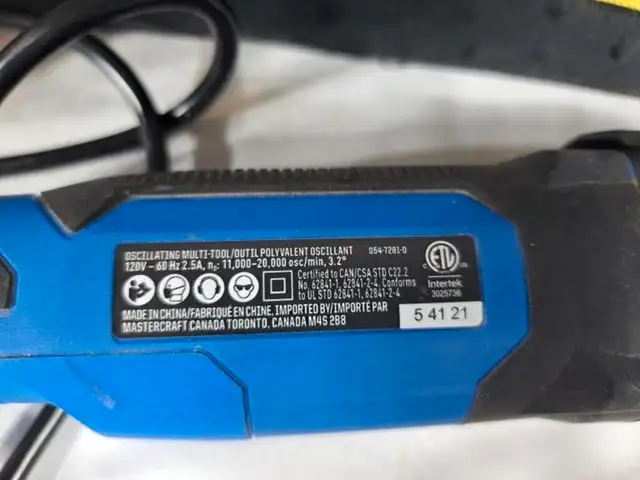 OSCILLATING MULTI-TOOL/OUTIL POLYVALENT OSCILLANT 054-7281-0
120V ~ 60 Hz 2.5A, n₀: 11,000-20,000 osc/min, 3.2°
Certified to CAN/CSA STD C22.2
No. 62841-1, 62841-2-4. Conforms
to UL STD 62841-1, 62841-2-4
ETL
Intertek
3025738
MADE IN CHINA/FABRIQUÉ EN CHINE, IMPORTED BY/IMPORTÉ PAR
MASTERCRAFT CANADA TORONTO, CANADA M4S 2B8
5 41 21